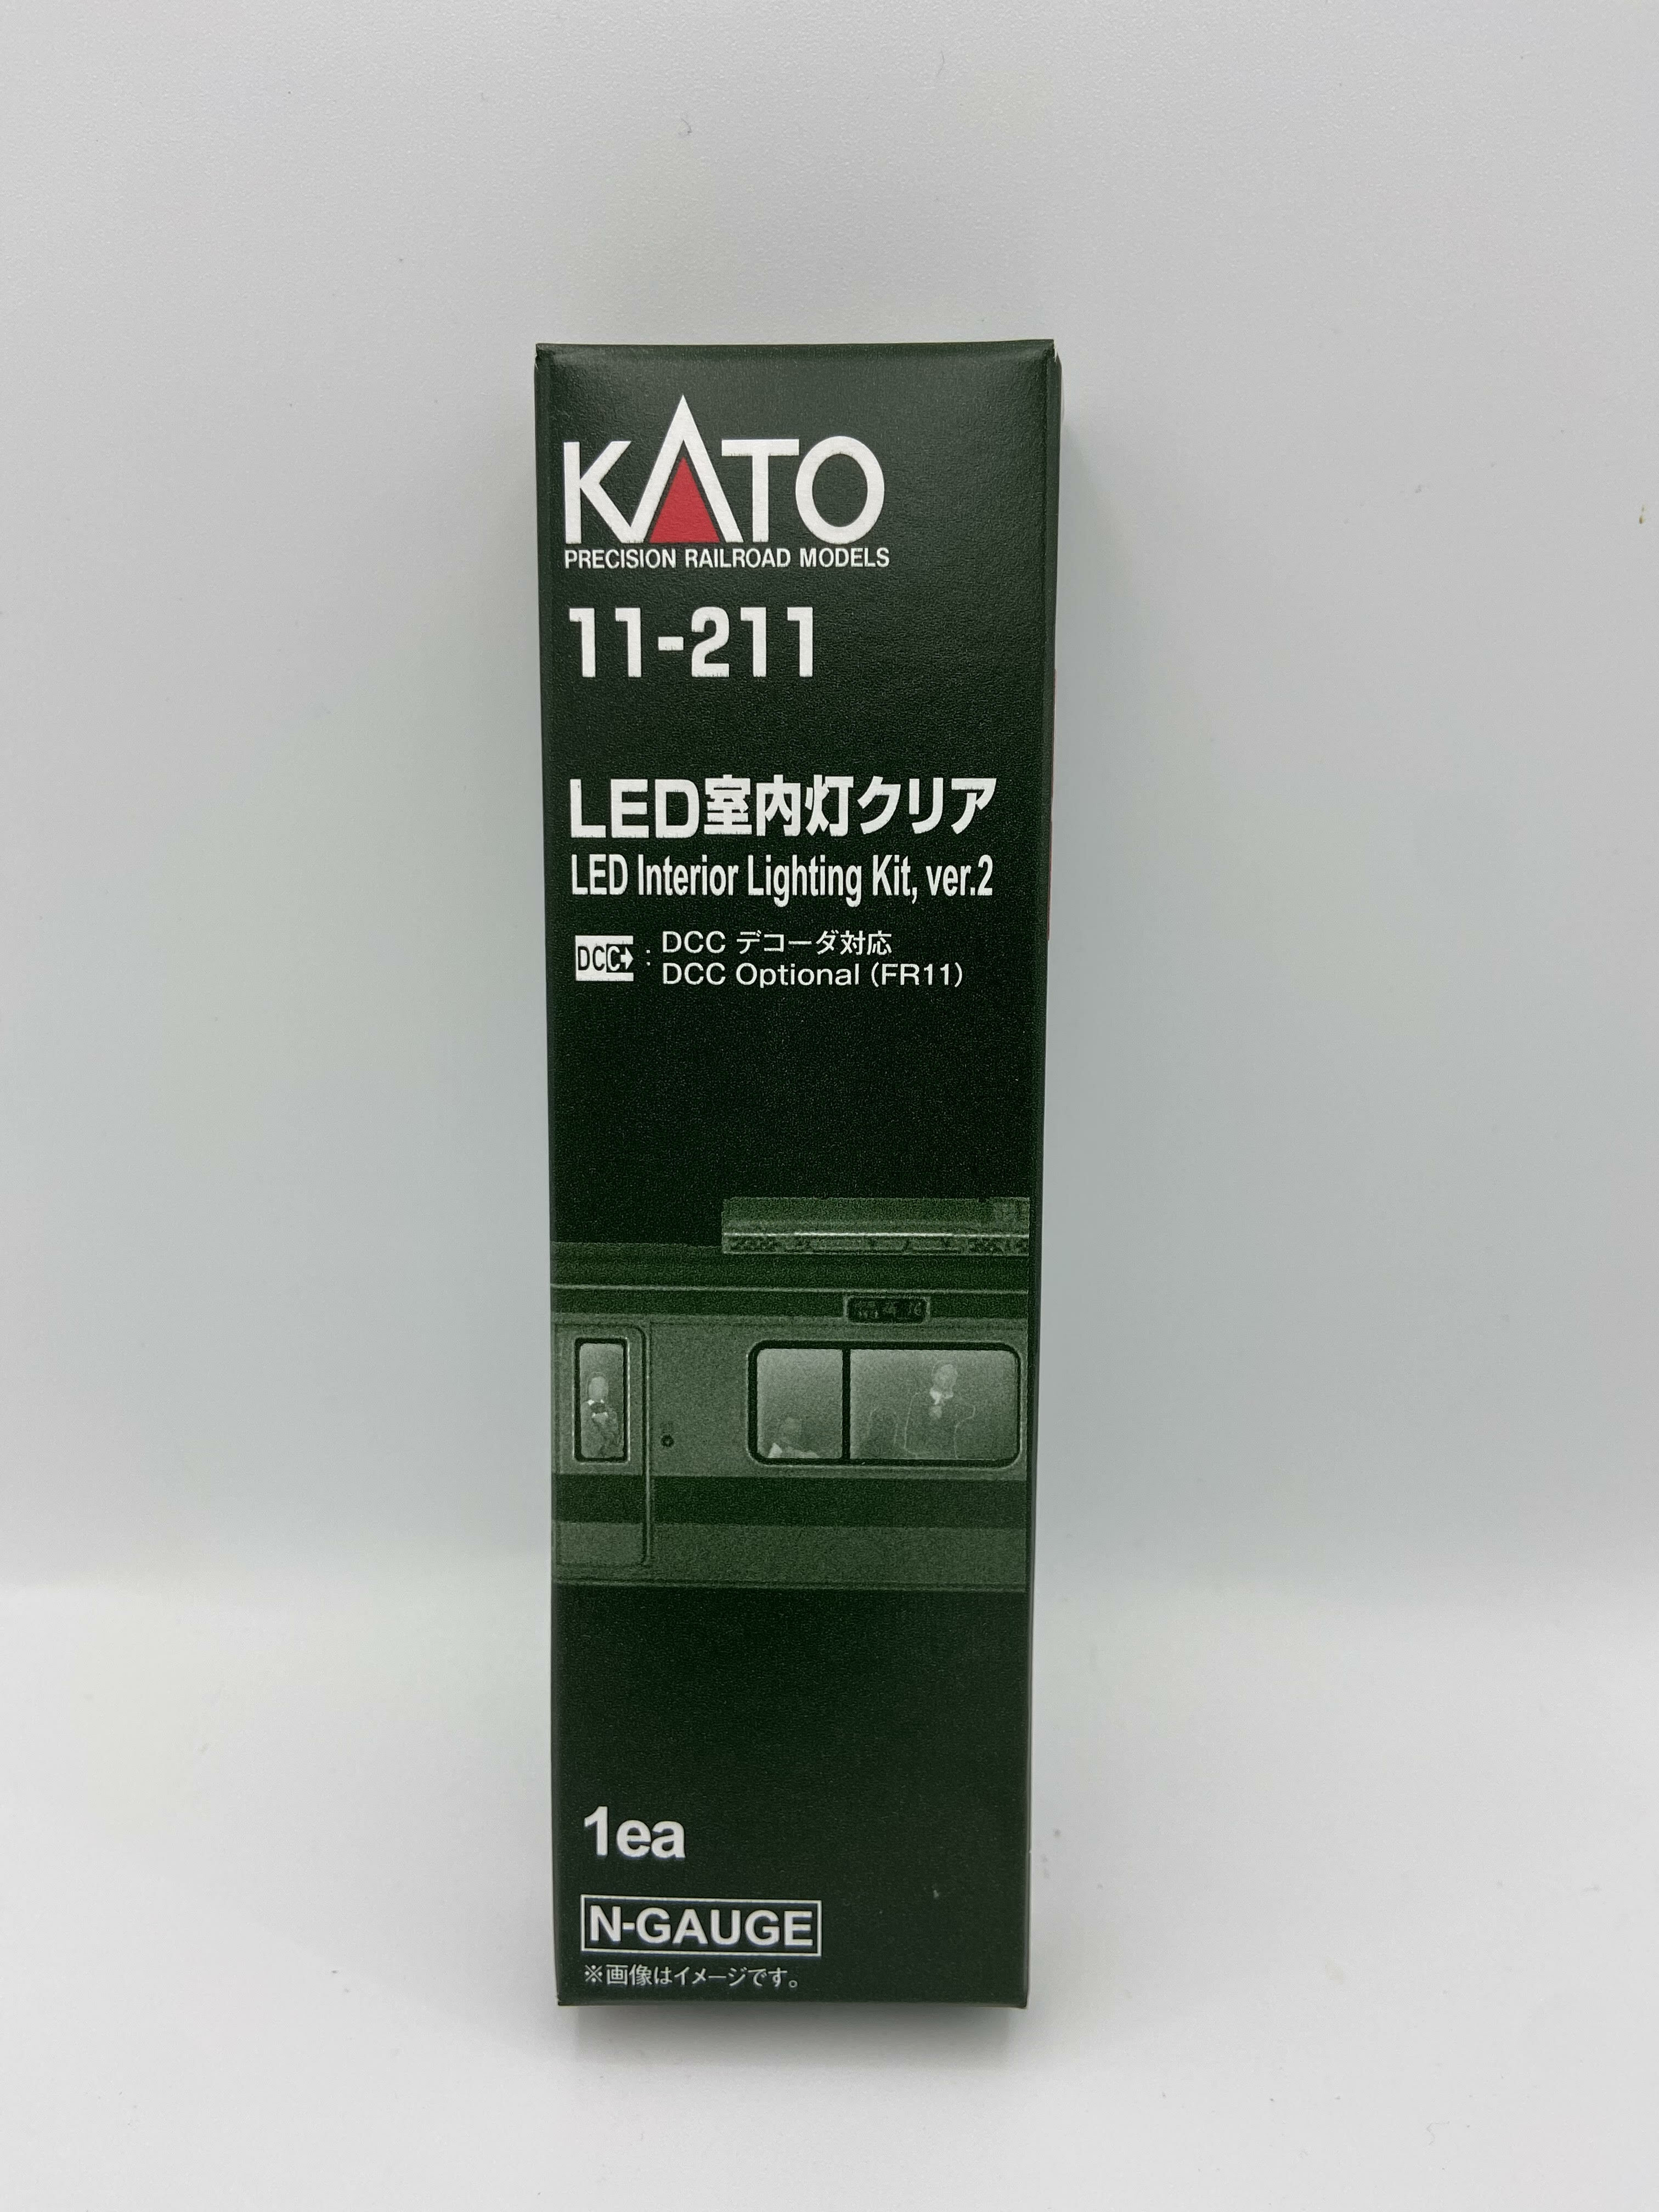 KATO
PRECISION RAILROAD MODELS
11-211
LED室内灯クリア
LED Interior Lighting Kit, ver.2
DCC : DCC デコーダ対応
DCC Optional (FR11)
1ea
N-GAUGE
※画像はイメージです。